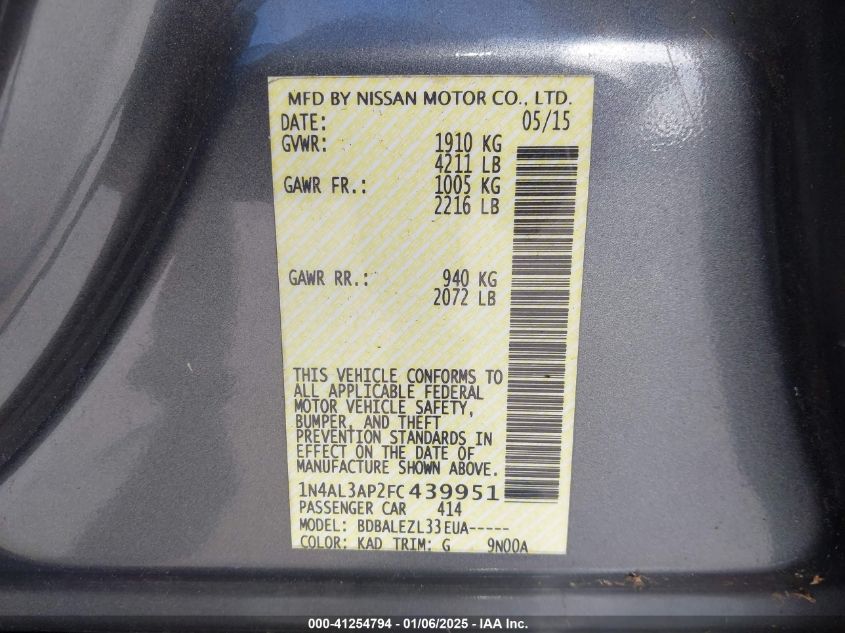 MFD BY NISSAN MOTOR CO., LTD.
DATE: 05/15
GVWR: 1910 KG
4211 LB
GAWR FR.: 1005 KG
2216 LB
GAWR RR.: 940 KG
2072 LB
THIS VEHICLE CONFORMS TO
ALL APPLICABLE FEDERAL
MOTOR VEHICLE SAFETY,
BUMPER, AND THEFT
PREVENTION STANDARDS IN
EFFECT ON THE DATE OF
MANUFACTURE SHOWN ABOVE.
1N4AL3AP2FC439951
PASSENGER CAR 414
MODEL: BDBALEZL33EUA-----
COLOR: KAD TRIM: G 9N00A
000-41254794 — 01/06/2025 — IAA Inc.